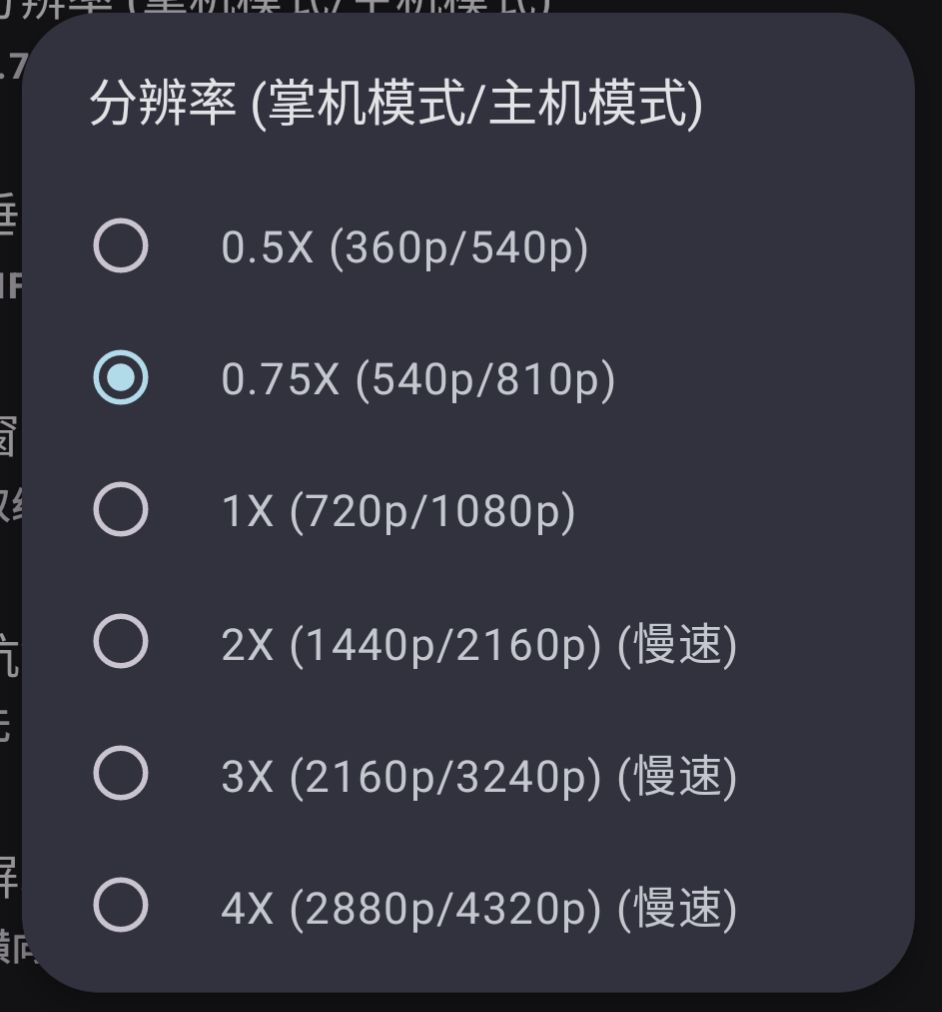 分辨率 (掌机模式/主机模式)
0.5X (360p/540p)
0.75X (540p/810p)
1X (720p/1080p)
2X (1440p/2160p) (慢速)
3X (2160p/3240p) (慢速)
4X (2880p/4320p) (慢速)